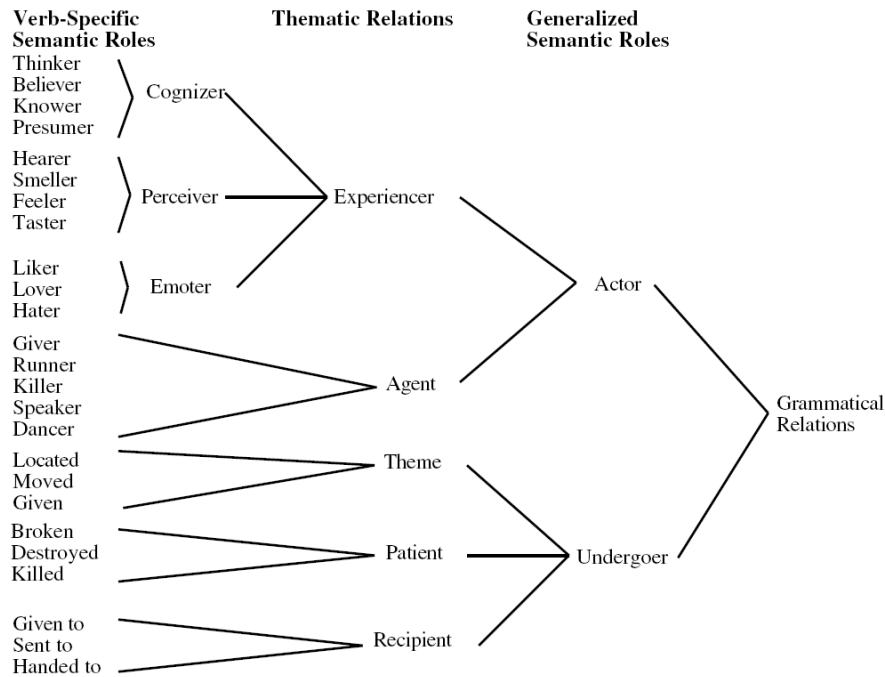 Verb-Specific
Semantic Roles
Thematic Relations
Generalized
Semantic Roles
Thinker
Believer
Knower
Presumer
Cognizer
Hearer
Smeller
Feeler
Taster
Perceiver
Experiencer
Liker
Lover
Hater
Emoter
Actor
Giver
Runner
Killer
Speaker
Dancer
Agent
Grammatical
Relations
Located
Moved
Given
Theme
Broken
Destroyed
Killed
Patient
Undergoer
Given to
Sent to
Handed to
Recipient